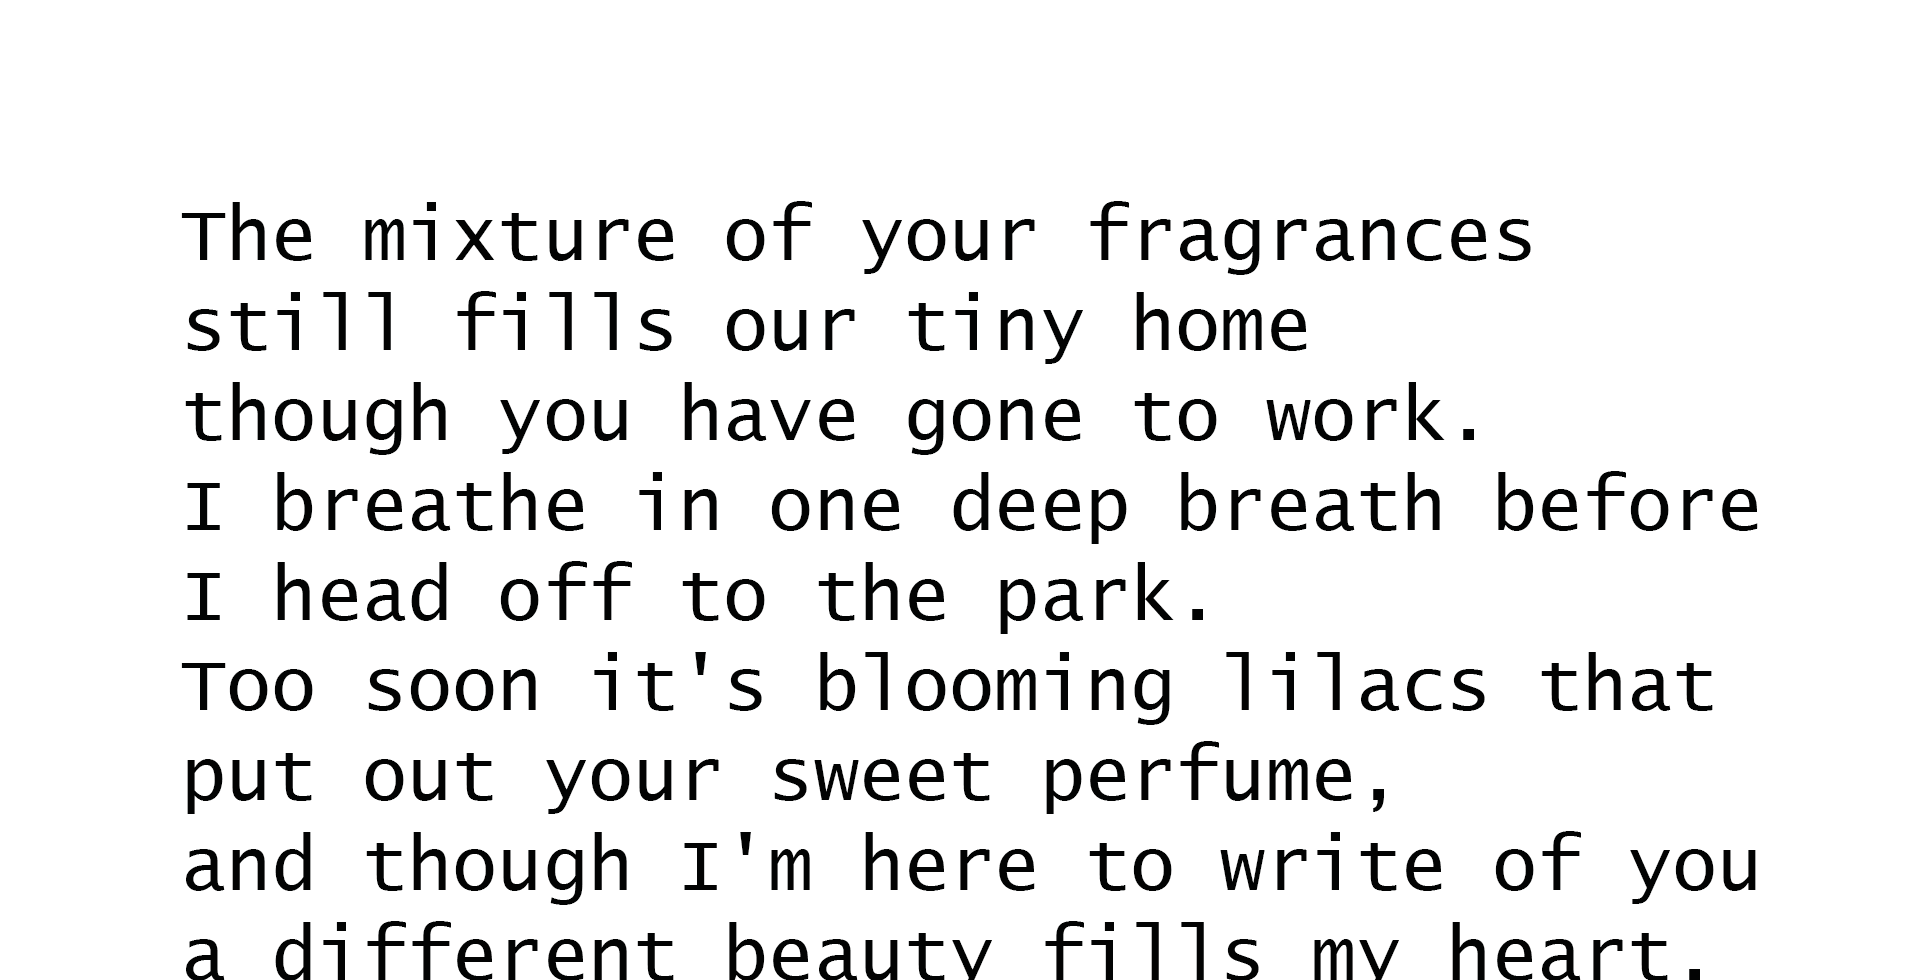 The mixture of your fragrances
still fills our tiny home
though you have gone to work.
I breathe in one deep breath before
I head off to the park.
Too soon it's blooming lilacs that
put out your sweet perfume,
and though I'm here to write of you
a different beauty fills my heart.